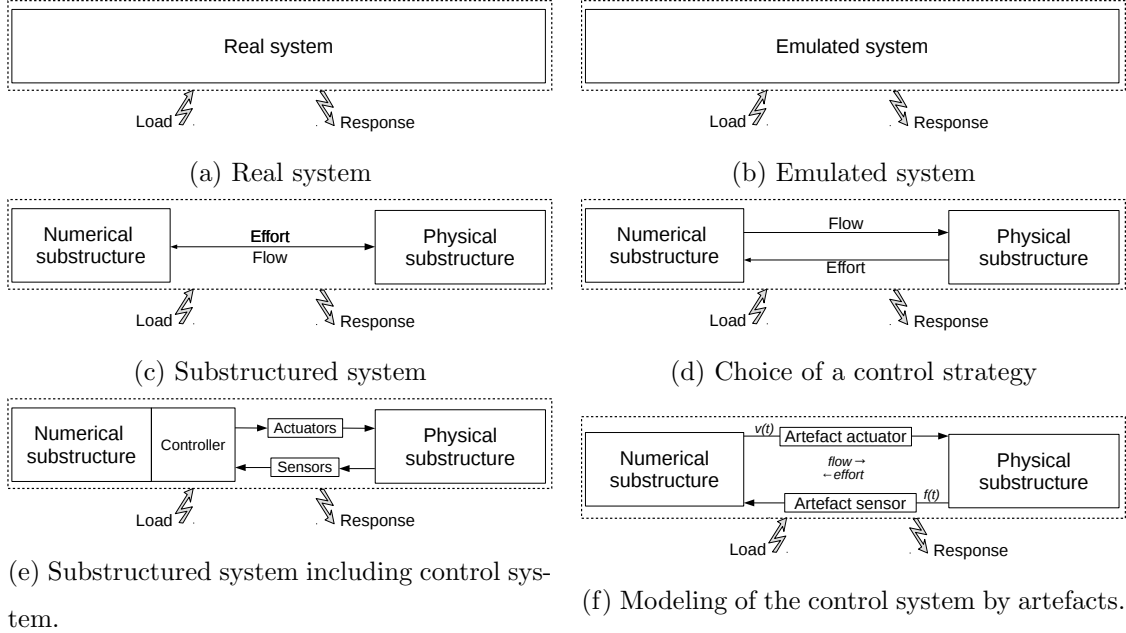 Real system
Load
Response
(a) Real system
Emulated system
Load
Response
(b) Emulated system
Numerical
substructure
Effort
Flow
Physical
substructure
Load
Response
(c) Substructured system
Numerical
substructure
Flow
Effort
Physical
substructure
Load
Response
(d) Choice of a control strategy
Numerical
substructure
Controller
Actuators
Sensors
Physical
substructure
Load
Response
(e) Substructured system including control sys-
tem.
Numerical
substructure
v(t)
Artefact actuator
flow→
←effort
Artefact sensor
f(t)
Physical
substructure
Load
Response
(f) Modeling of the control system by artefacts.